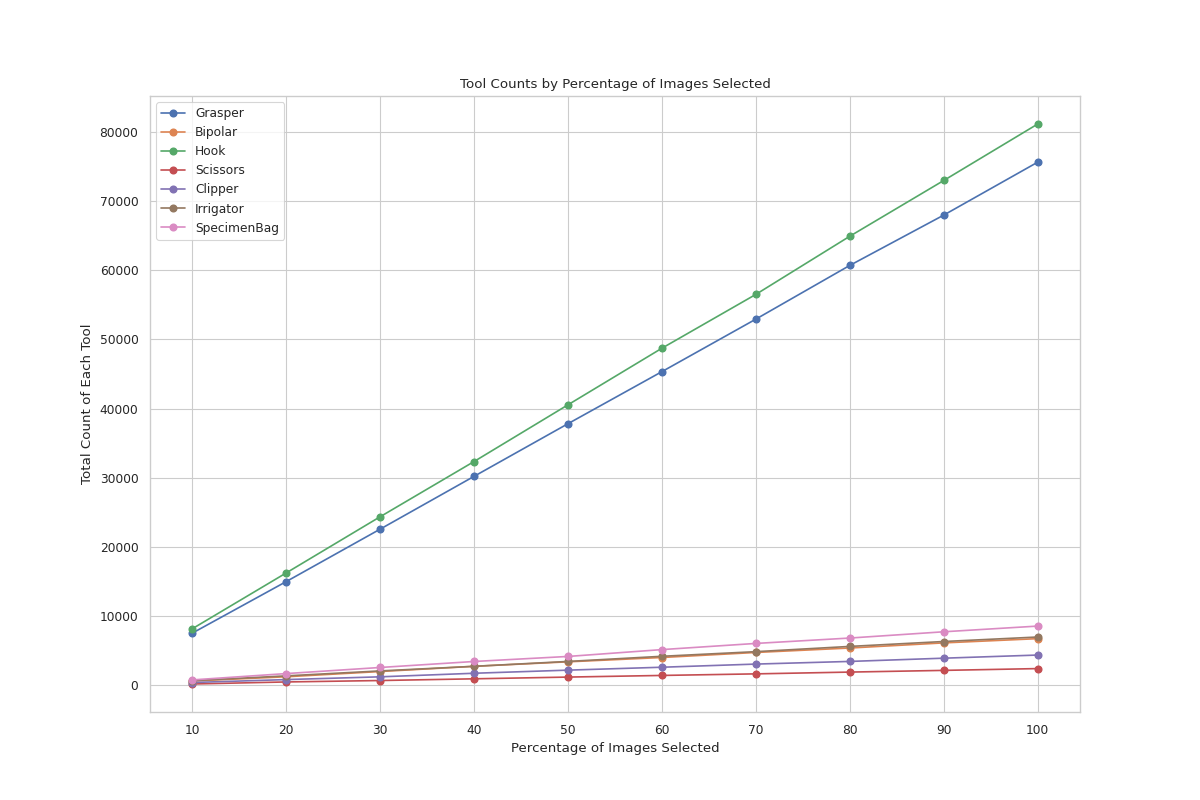 Tool Counts by Percentage of Images Selected
Grasper
Bipolar
Hook
Scissors
Clipper
Irrigator
SpecimenBag
80000
70000
60000
50000
40000
30000
20000
10000
0
Total Count of Each Tool
10 20 30 40 50 60 70 80 90 100
Percentage of Images Selected